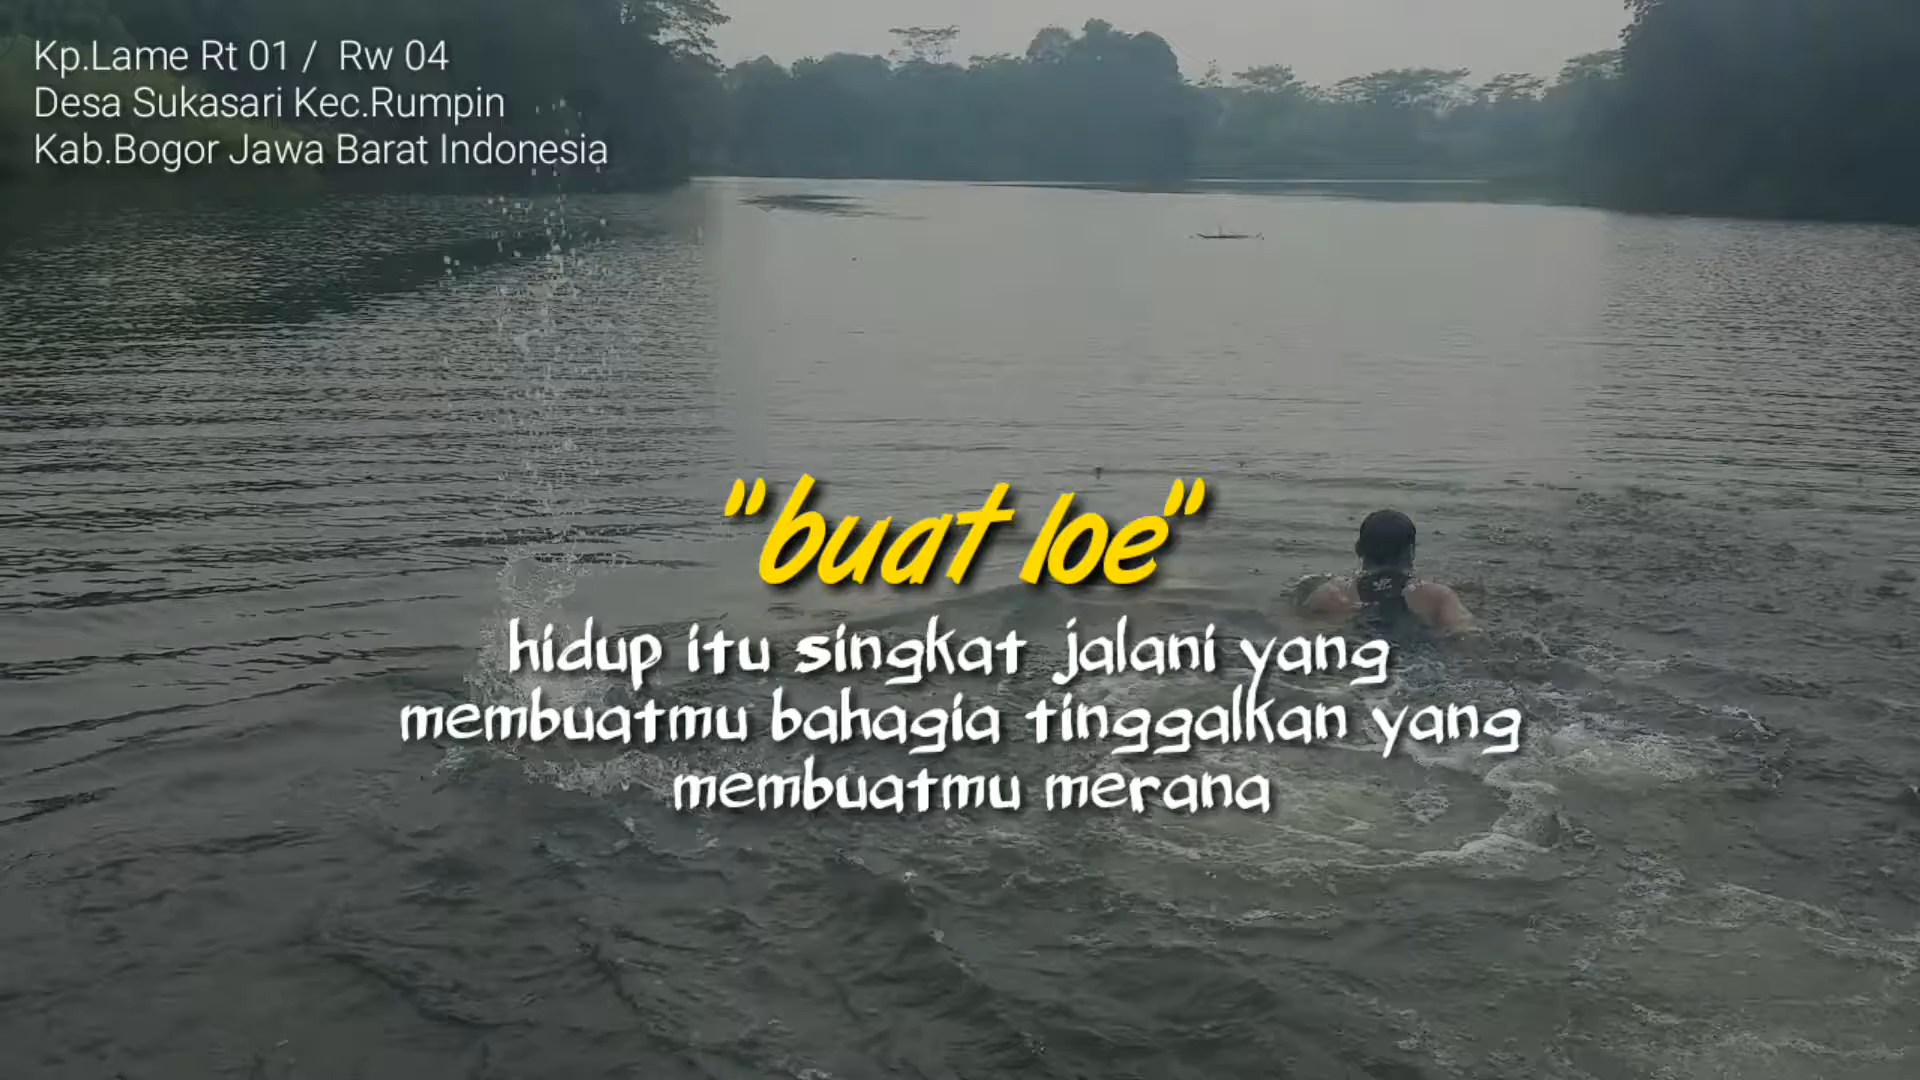 Kp.Lame Rt 01 / Rw 04
Desa Sukasari Kec.Rumpin
Kab.Bogor Jawa Barat Indonesia
"buat loe"
hidup itu singkat jalani yang
membuatmu bahagia tinggalkan yang
membuatmu merana